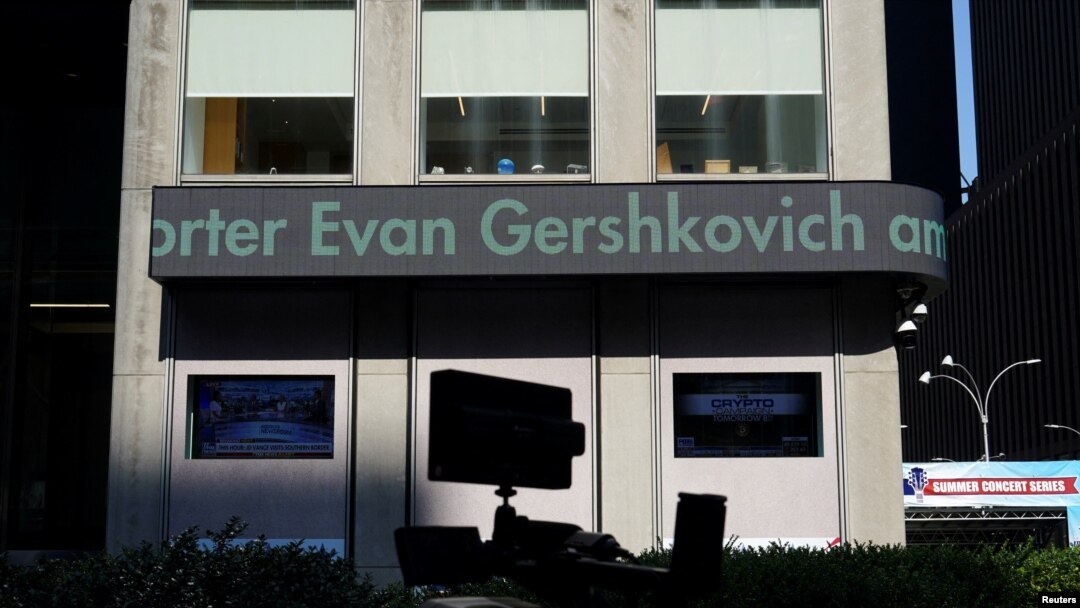 orter Evan Gershkovich am
THIS HOUR: JD VANCE VISITS SOUTHERN BORDER
THE
CRYPTO
CAMPAIGN
TOMORROW
SUMMER CONCERT SERIES
Reuters